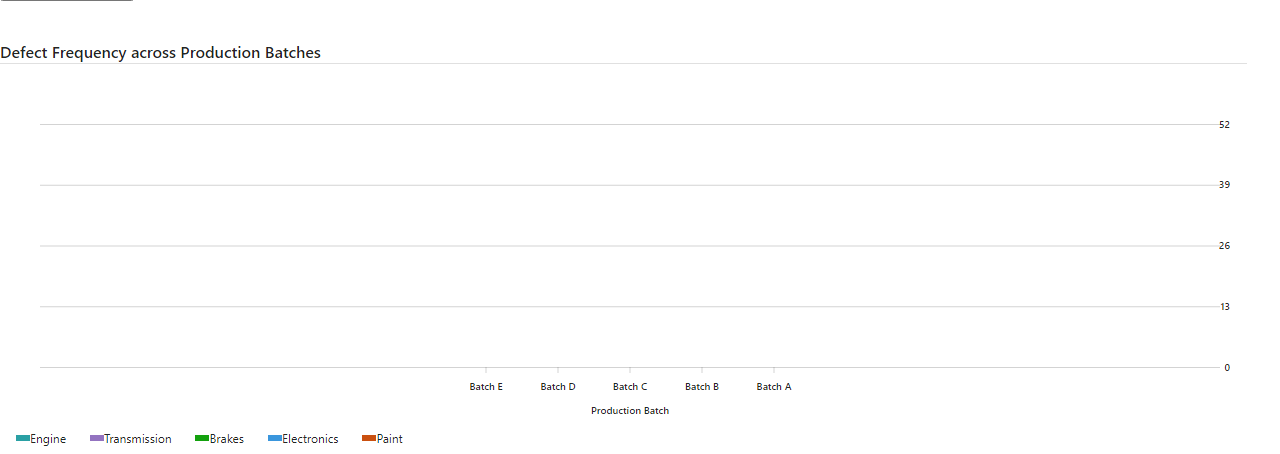 Defect Frequency across Production Batches
52
39
26
13
0
Batch E Batch D Batch C Batch B Batch A
Production Batch
Engine Transmission Brakes Electronics Paint